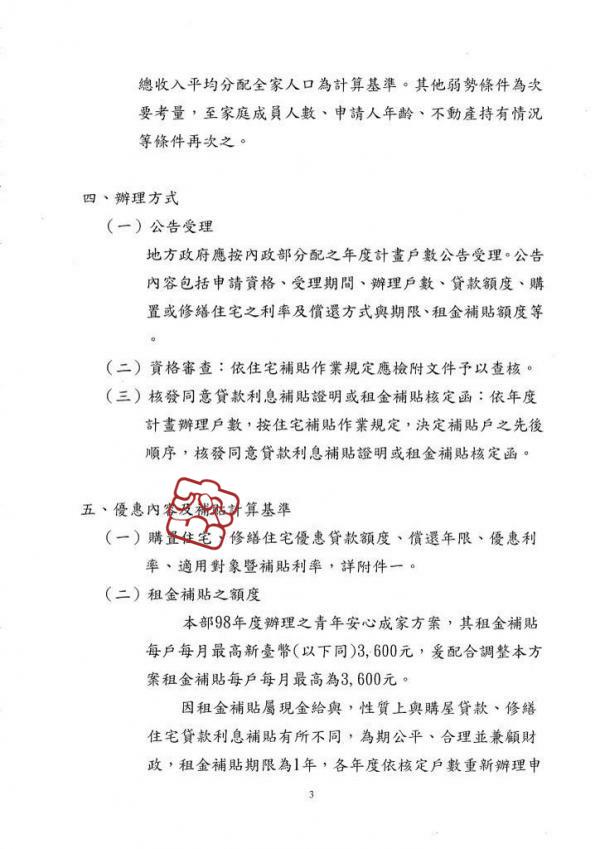 總收入平均分配全家人口為計算基準。其他弱勢條件為次
要考量，至家庭成員人數、申請人年齡、不動產持有情況
等條件再次之。
四、辦理方式
（一）公告受理
地方政府應按內政部分配之年度計畫戶數公告受理。公告
內容包括申請資格、受理期間、辦理戶數、貸款額度、購
置或修繕住宅之利率及償還方式與期限、租金補貼額度等
。
（二）資格審查：依住宅補貼作業規定應檢附文件予以查核。
（三）核發同意貸款利息補貼證明或租金補貼核定函：依年度
計畫辦理戶數，按住宅補貼作業規定，決定補貼戶之先後
順序，核發同意貸款利息補貼證明或租金補貼核定函。
五、優惠內容及補貼計算基準
（一）購置住宅、修繕住宅優惠貸款額度、償還年限、優惠利
率、適用對象暨補貼利率，詳附件一。
（二）租金補貼之額度
本部98年度辦理之青年安心成家方案，其租金補貼
每戶每月最高新臺幣(以下同)3,600元，爰配合調整本方
案租金補貼每戶每月最高為3,600元。
因租金補貼屬現金給與，性質上與購屋貸款、修繕
住宅貸款利息補貼有所不同，為期公平、合理並兼顧財
政，租金補貼期限為1年，各年度依核定戶數重新辦理申
3